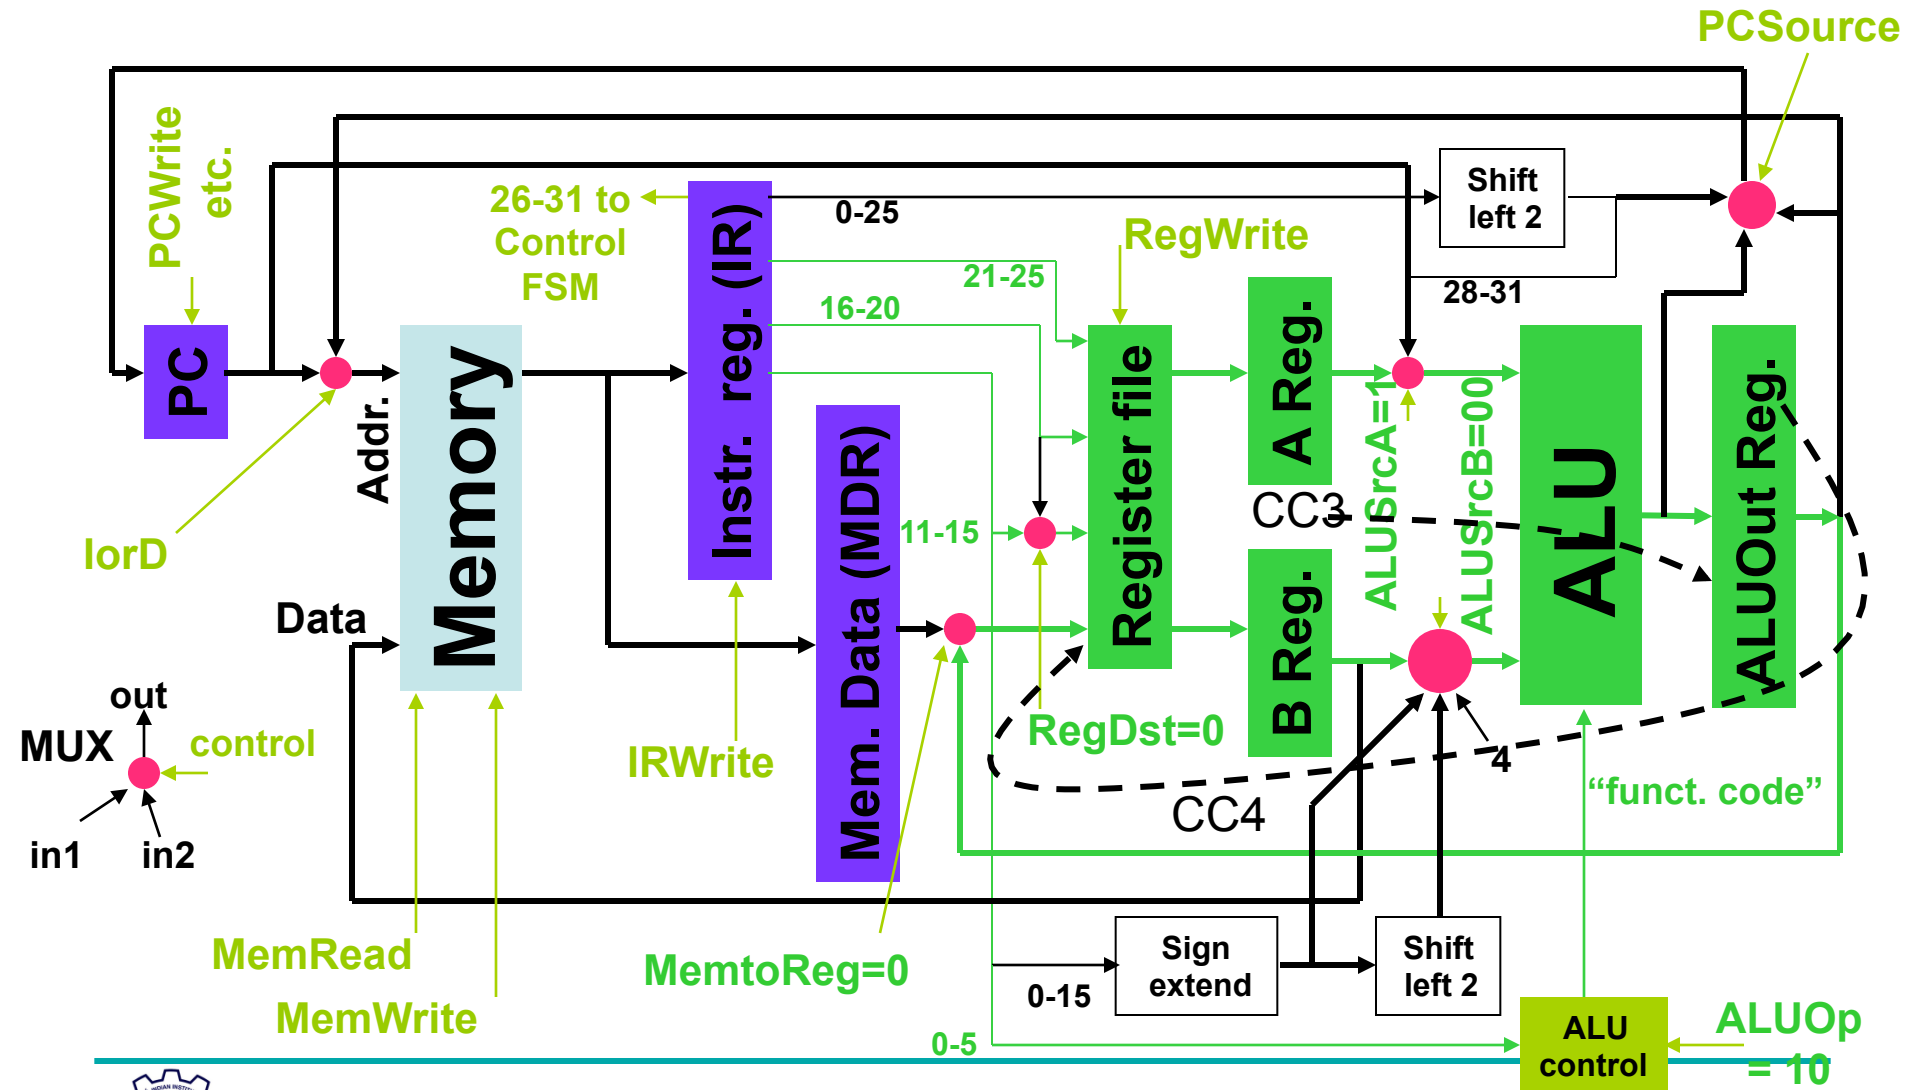 PCSource
PCWrite
etc.
26-31 to
Control
FSM
0-25
Shift
left 2
RegWrite
21-25
16-20
28-31
PC
Addr.
Memory
Instr. reg. (IR)
Mem. Data (MDR)
Register file
A Reg.
B Reg.
ALUSrcA=1
ALUSrcB=00
ALU
ALUOut Reg.
CC3
11-15
IorD
Data
out
MUX
control
in1
in2
IRWrite
RegDst=0
4
CC4
"funct. code"
MemRead
MemWrite
MemtoReg=0
Sign
extend
Shift
left 2
0-15
0-5
ALU
control
ALUOp
= 10